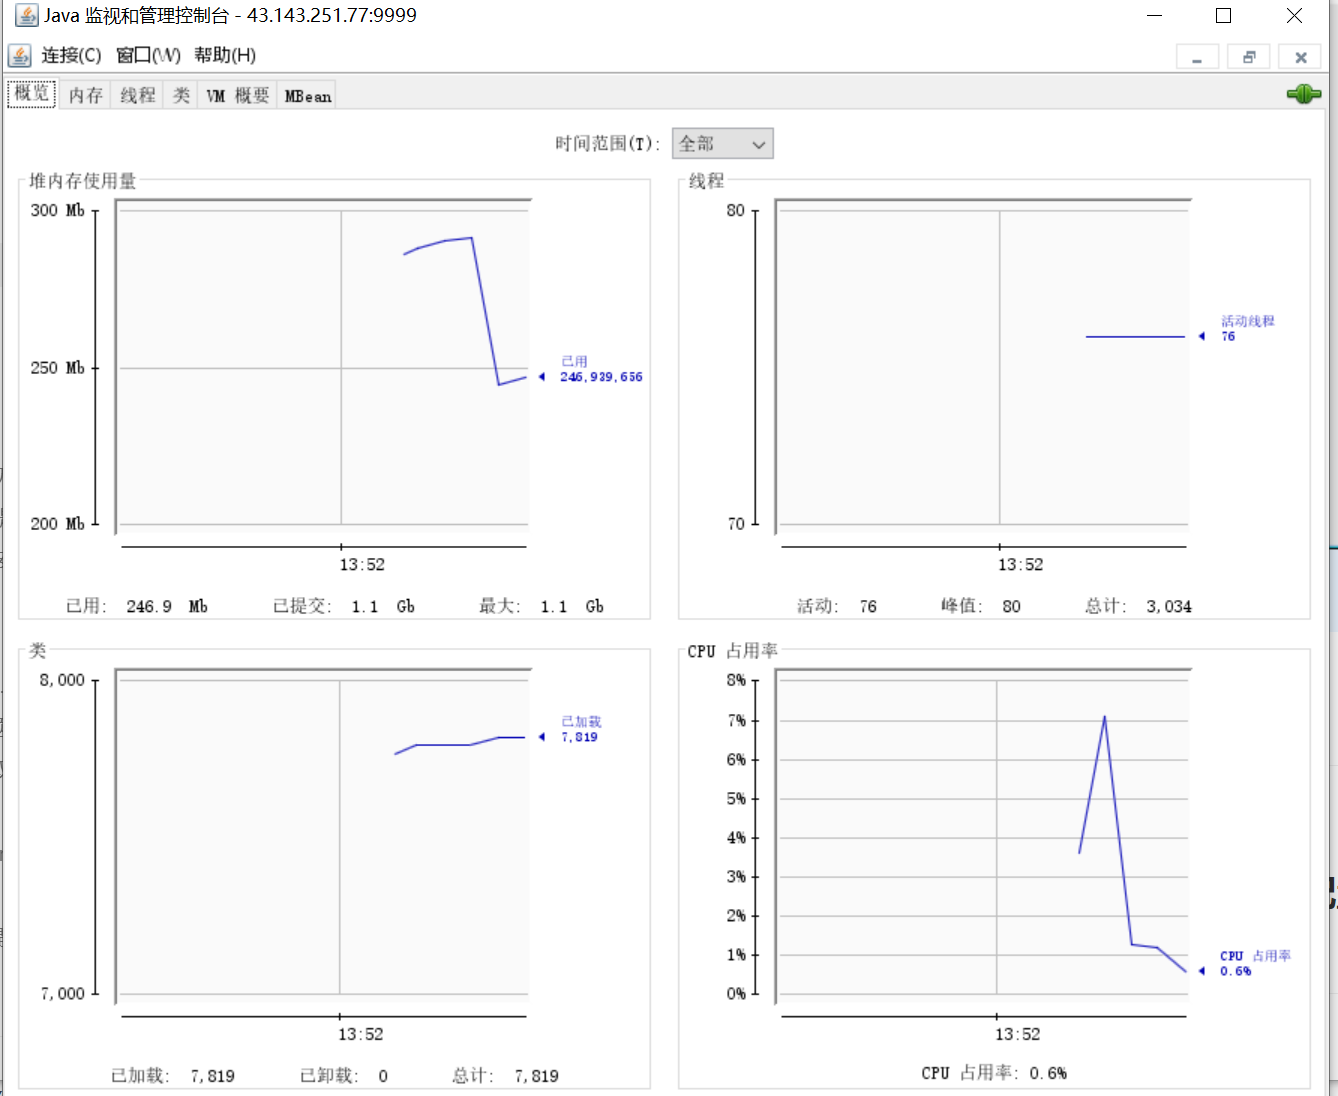 Java 监视和管理控制台 - 43.143.251.77:9999
连接(C) 窗口(W) 帮助(H)
概览 内存 线程 类 VM 概要 MBean
时间范围(T): 全部
堆内存使用量
300 Mb
250 Mb
200 Mb
已用
246,939,656
13:52
已用: 246.9 Mb 已提交: 1.1 Gb 最大: 1.1 Gb
线程
80
70
活动线程
76
13:52
活动: 76 峰值: 80 总计: 3,034
类
8,000
7,000
已加载
7,819
13:52
已加载: 7,819 已卸载: 0 总计: 7,819
CPU 占用率
8%
7%
6%
5%
4%
3%
2%
1%
0%
CPU 占用率
0.6%
13:52
CPU 占用率: 0.6%